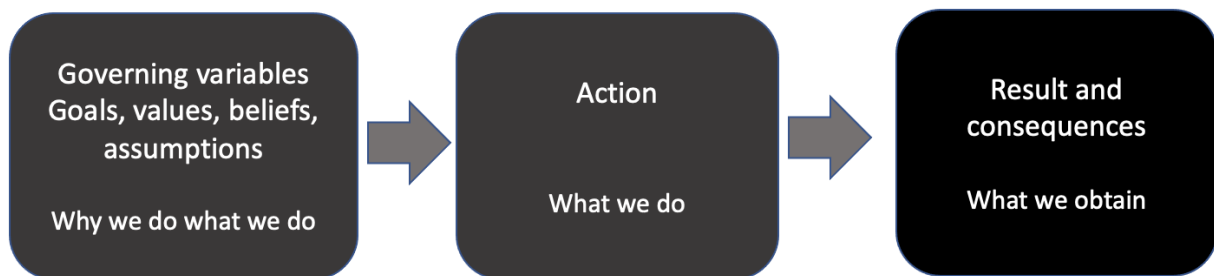 Governing variables
Goals, values, beliefs,
assumptions
Why we do what we do
Action
What we do
Result and
consequences
What we obtain